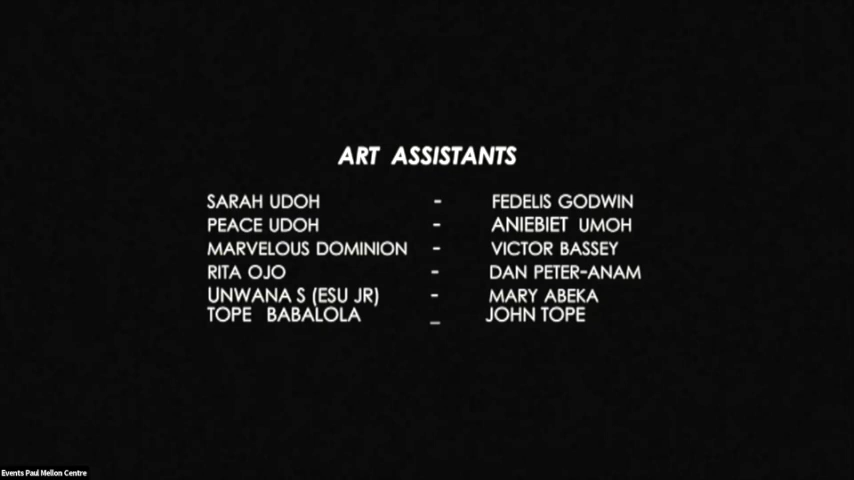 ART ASSISTANTS
SARAH UDOH - FEDELIS GODWIN
PEACE UDOH - ANIEBIET UMOH
MARVELOUS DOMINION - VICTOR BASSEY
RITA OJO - DAN PETER-ANAM
UNWANA S (ESU JR) - MARY ABEKA
TOPE BABALOLA _ JOHN TOPE
Events Paul Mellon Centre